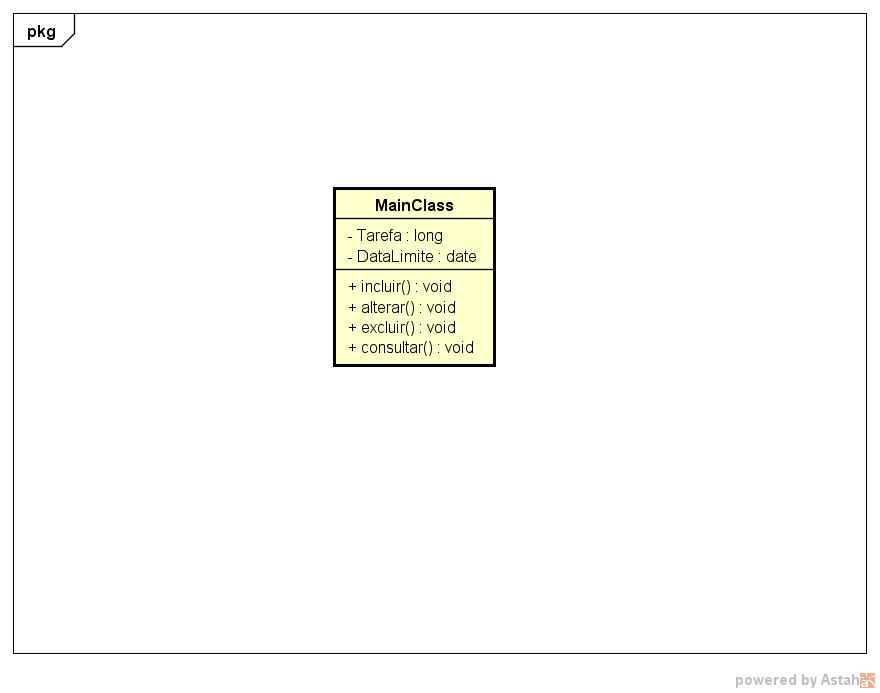 pkg
MainClass
- Tarefa : long
- DataLimite : date
+ incluir() : void
+ alterar() : void
+ excluir() : void
+ consultar() : void
powered by Astah